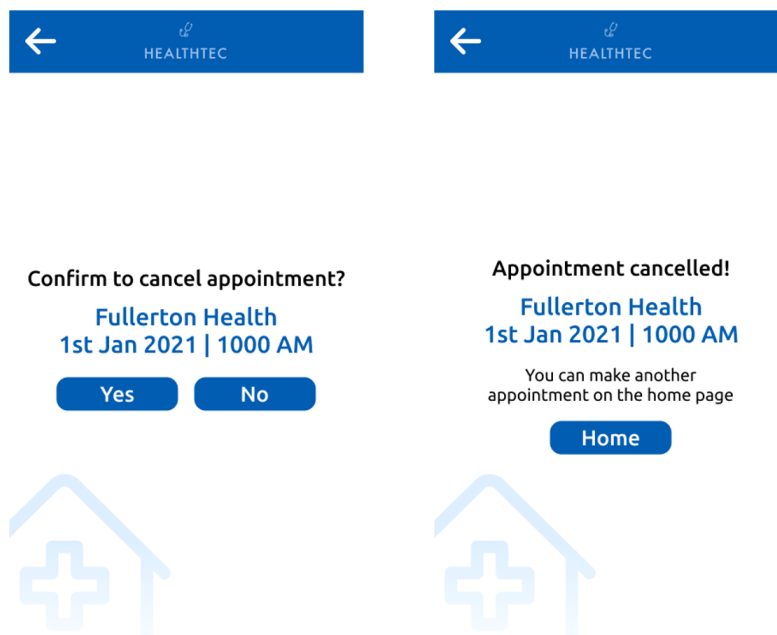 HEALTHTEC
Confirm to cancel appointment?
Fullerton Health
1st Jan 2021 | 1000 AM
Yes
No
HEALTHTEC
Appointment cancelled!
Fullerton Health
1st Jan 2021 | 1000 AM
You can make another
appointment on the home page
Home